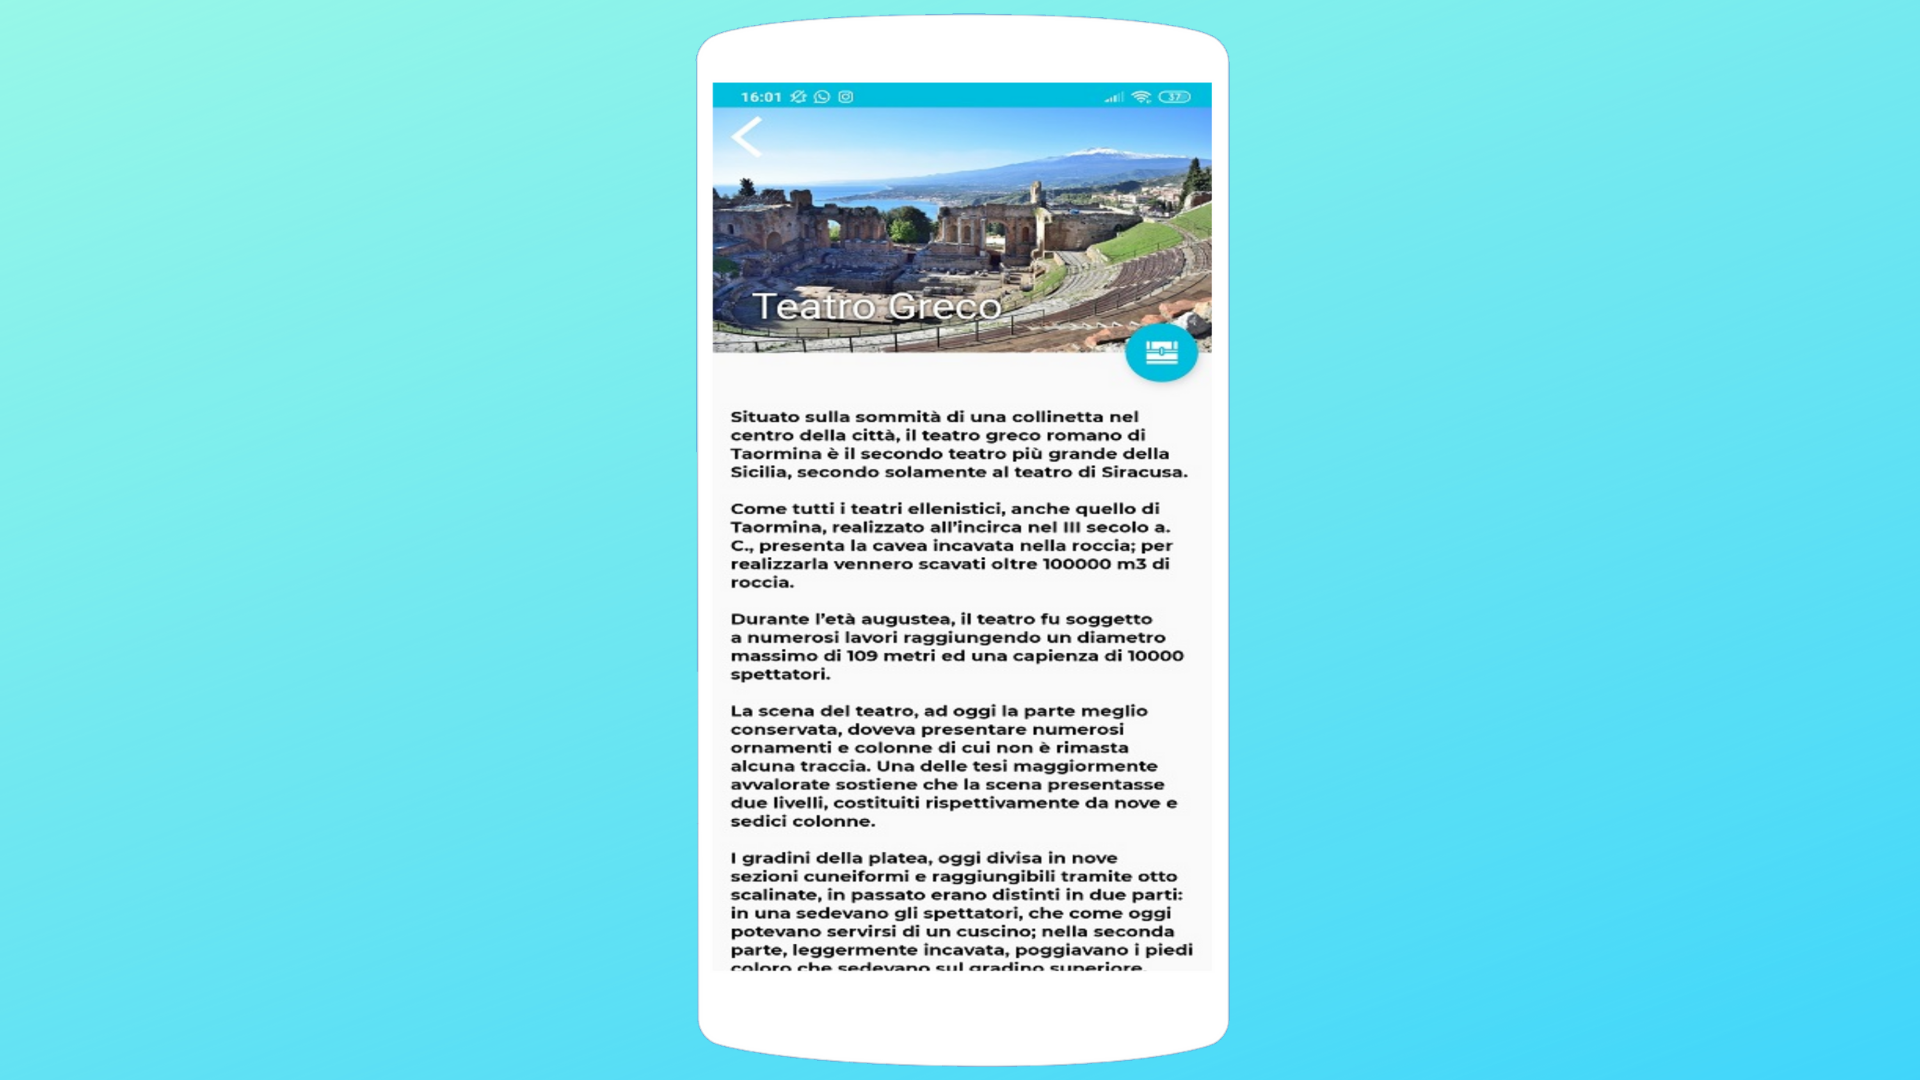 16:01
37
Teatro Greco
Situato sulla sommità di una collinetta nel
centro della città, il teatro greco romano di
Taormina è il secondo teatro più grande della
Sicilia, secondo solamente al teatro di Siracusa.
Come tutti i teatri ellenistici, anche quello di
Taormina, realizzato all’incirca nel III secolo a.
C., presenta la cavea incavata nella roccia; per
realizzarla vennero scavati oltre 100000 m3 di
roccia.
Durante l’età augustea, il teatro fu soggetto
a numerosi lavori raggiungendo un diametro
massimo di 109 metri ed una capienza di 10000
spettatori.
La scena del teatro, ad oggi la parte meglio
conservata, doveva presentare numerosi
ornamenti e colonne di cui non è rimasta
alcuna traccia. Una delle tesi maggiormente
avvalorate sostiene che la scena presentasse
due livelli, costituiti rispettivamente da nove e
sedici colonne.
I gradini della platea, oggi divisa in nove
sezioni cuneiformi e raggiungibili tramite otto
scalinate, in passato erano distinti in due parti:
in una sedevano gli spettatori, che come oggi
potevano servirsi di un cuscino; nella seconda
parte, leggermente incavata, poggiavano i piedi
coloro che sedevano sul gradino superiore.